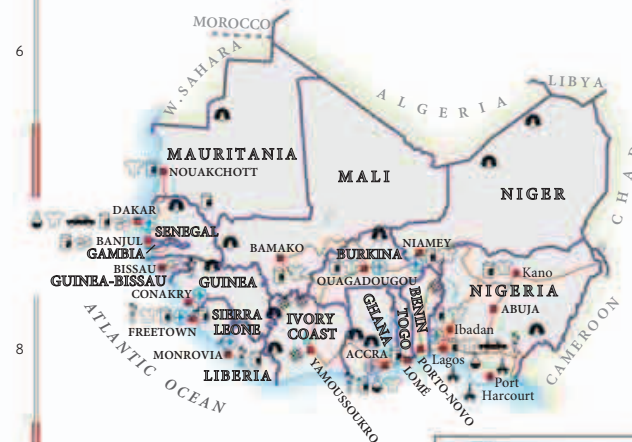 6
MOROCCO
W. SAHARA
ALGERIA
LIBYA
CHAD
MAURITANIA
NOUAKCHOTT
MALI
NIGER
DAKAR
SENEGAL
BANJUL
GAMBIA
BISSAU
GUINEA-BISSAU
GUINEA
BAMAKO
BURKINA
NIAMEY
OUAGADOUGOU
Kano
NIGERIA
ABUJA
CONAKRY
FREETOWN
SIERRA
LEONE
IVORY
COAST
GHANA
TOGO
BENIN
Ibadan
Lagos
CAMEROON
8
MONROVIA
LIBERIA
ACCRA
YAMOUSSOUKRO
LOMÉ
PORTO-NOVO
Port
Harcourt
ATLANTIC OCEAN